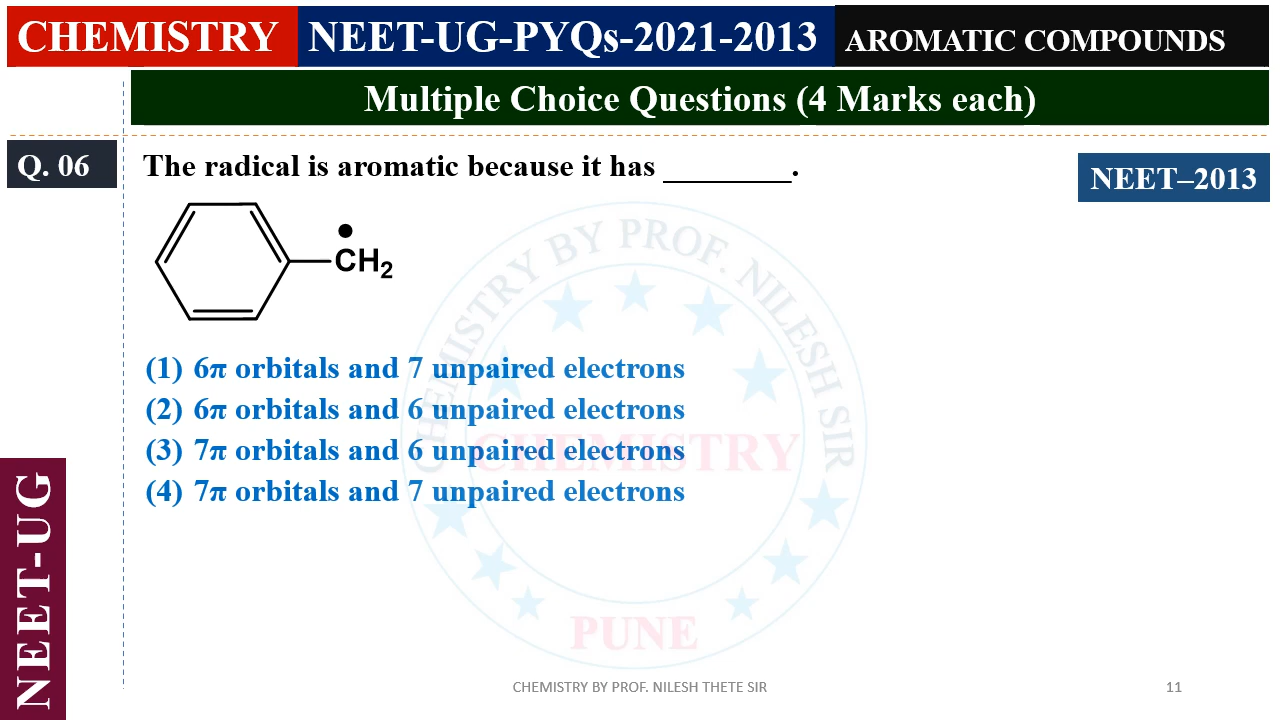 CHEMISTRY NEET-UG-PYQs-2021-2013 AROMATIC COMPOUNDS
Multiple Choice Questions (4 Marks each)
Q. 06 The radical is aromatic because it has ________. NEET–2013
•
CH2
(1) 6π orbitals and 7 unpaired electrons
(2) 6π orbitals and 6 unpaired electrons
(3) 7π orbitals and 6 unpaired electrons
(4) 7π orbitals and 7 unpaired electrons
NEET-UG
CHEMISTRY BY PROF. NILESH SIR
CHEMISTRY
PUNE
CHEMISTRY BY PROF. NILESH THETE SIR 11